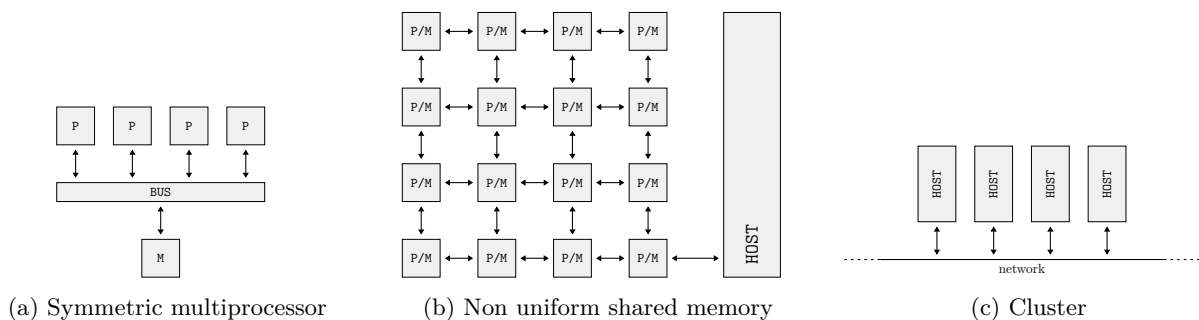 P P P P
BUS
M
(a) Symmetric multiprocessor
P/M P/M P/M P/M
P/M P/M P/M P/M
P/M P/M P/M P/M
P/M P/M P/M P/M
HOST
(b) Non uniform shared memory
HOST HOST HOST HOST
network
(c) Cluster